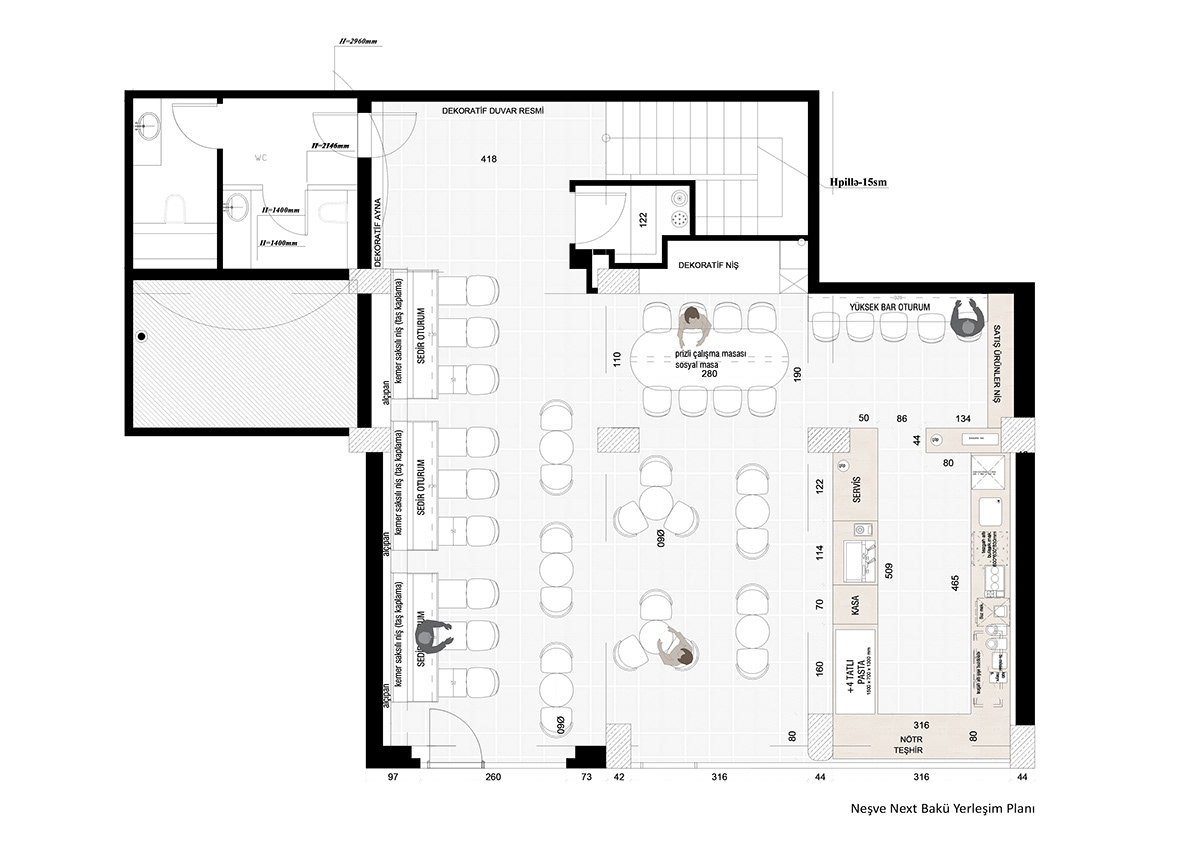 H=2960mm
DEKORATİF DUVAR RESMİ
418
WC
H=2146mm
Hpillə-15sm
H=1400mm
H=1400mm
DEKORATİF AYNA
122
DEKORATİF NİŞ
YÜKSEK BAR OTURUM
SATIŞ ÜRÜNLER NİŞ
kemer saksılı niş (taş kaplama)
SEDİR OTURUM
alçıpan
110
prizli çalışma masası
sosyal masa
280
190
50
86
134
44
80
kemer saksılı niş (taş kaplama)
SEDİR OTURUM
alçıpan
122
SERVİS
Ø60
114
509
465
70
KASA
kemer saksılı niş (taş kaplama)
alçıpan
160
+4 TATLI
PASTA
Ø60
80
316
80
NÖTR
TEŞHİR
97
260
73
42
316
44
316
44
Neşve Next Bakü Yerleşim Planı